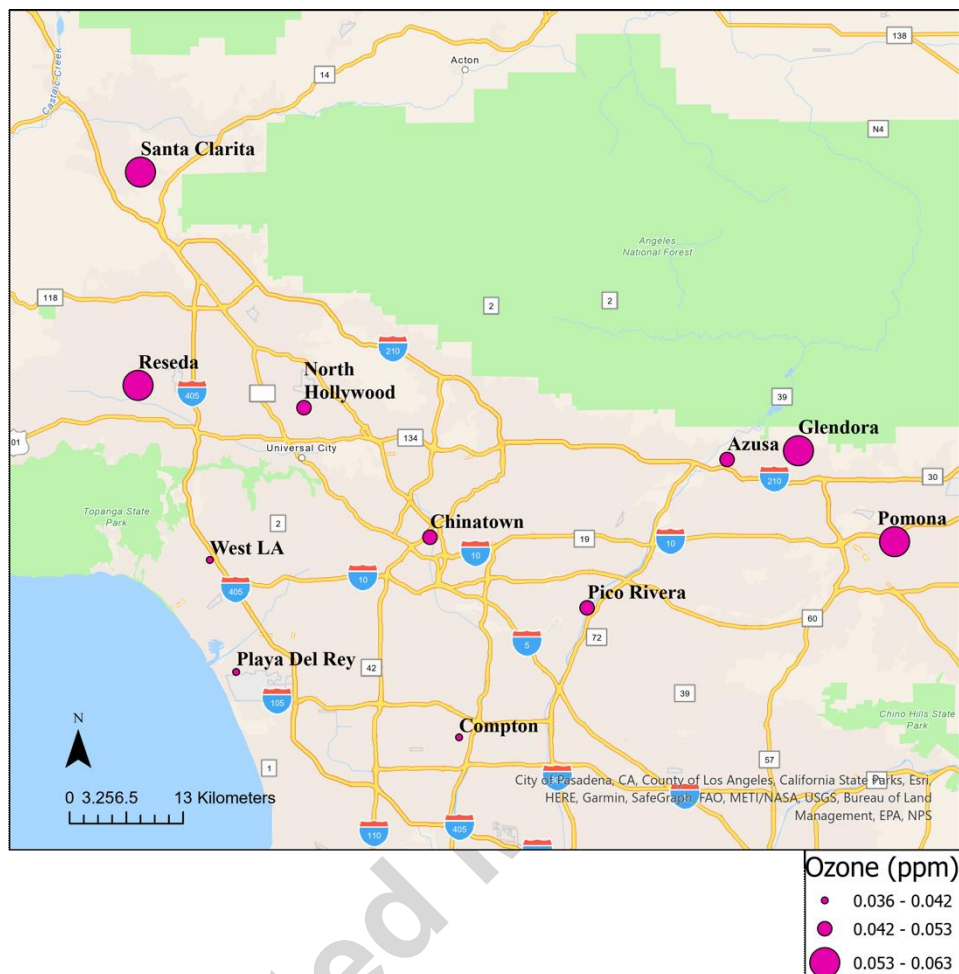 Castaic Creek
14
Acton
138
N4
Santa Clarita
Angeles
National Forest
118
2
2
210
Reseda
North
Hollywood
405
39
01
134
Universal City
Glendora
Azusa
210
30
Topanga State
Park
2
Chinatown
Pomona
West LA
10
19
10
405
10
Pico Rivera
60
5
72
Playa Del Rey
42
105
39
Chino Hills State
Park
N
Compton
1
57
City of Pasadena, CA, County of Los Angeles, California State Parks, Esri,
HERE, Garmin, SafeGraph, FAO, METI/NASA, USGS, Bureau of Land
Management, EPA, NPS
0 3.256.5 13 Kilometers
110
405
Ozone (ppm)
0.036 - 0.042
0.042 - 0.053
0.053 - 0.063
ted